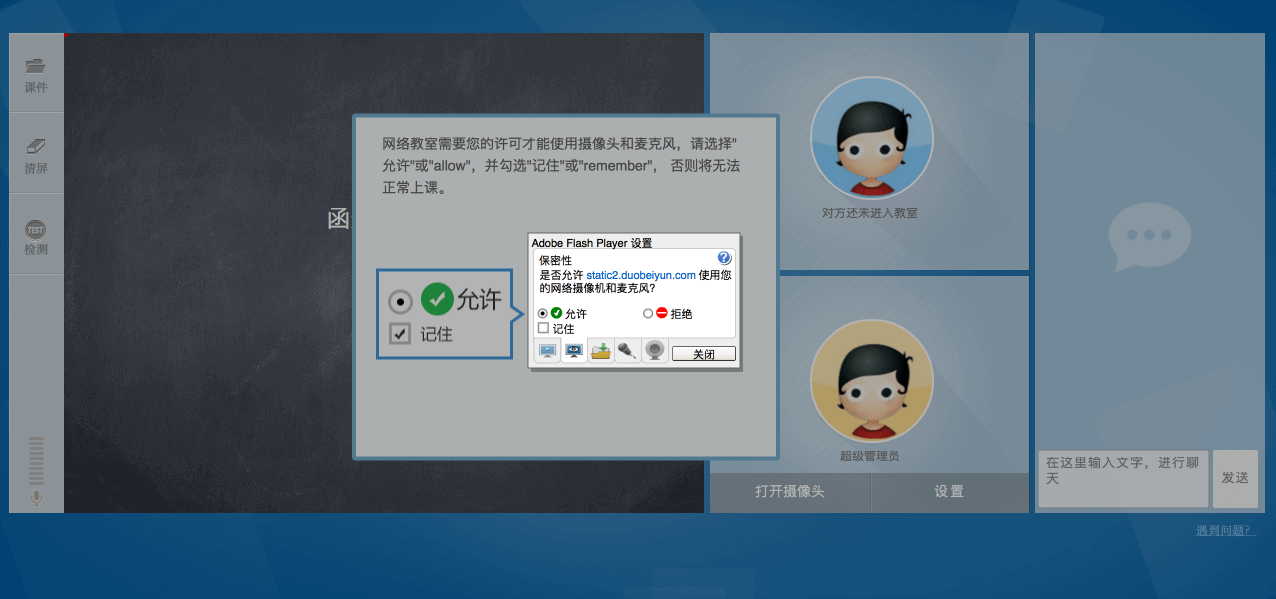 课件
清屏
TEST
检测
函
网络教室需要您的许可才能使用摄像头和麦克风，请选择"
允许"或"allow"，并勾选"记住"或"remember"， 否则将无法
正常上课。
允许
记住
Adobe Flash Player 设置
保密性
?
是否允许 static2.duobeiyun.com 使用您
的网络摄像机和麦克风?
允许
拒绝
记住
关闭
对方还未进入教室
超级管理员
打开摄像头
设置
在这里输入文字，进行聊
天
发送
遇到问题?